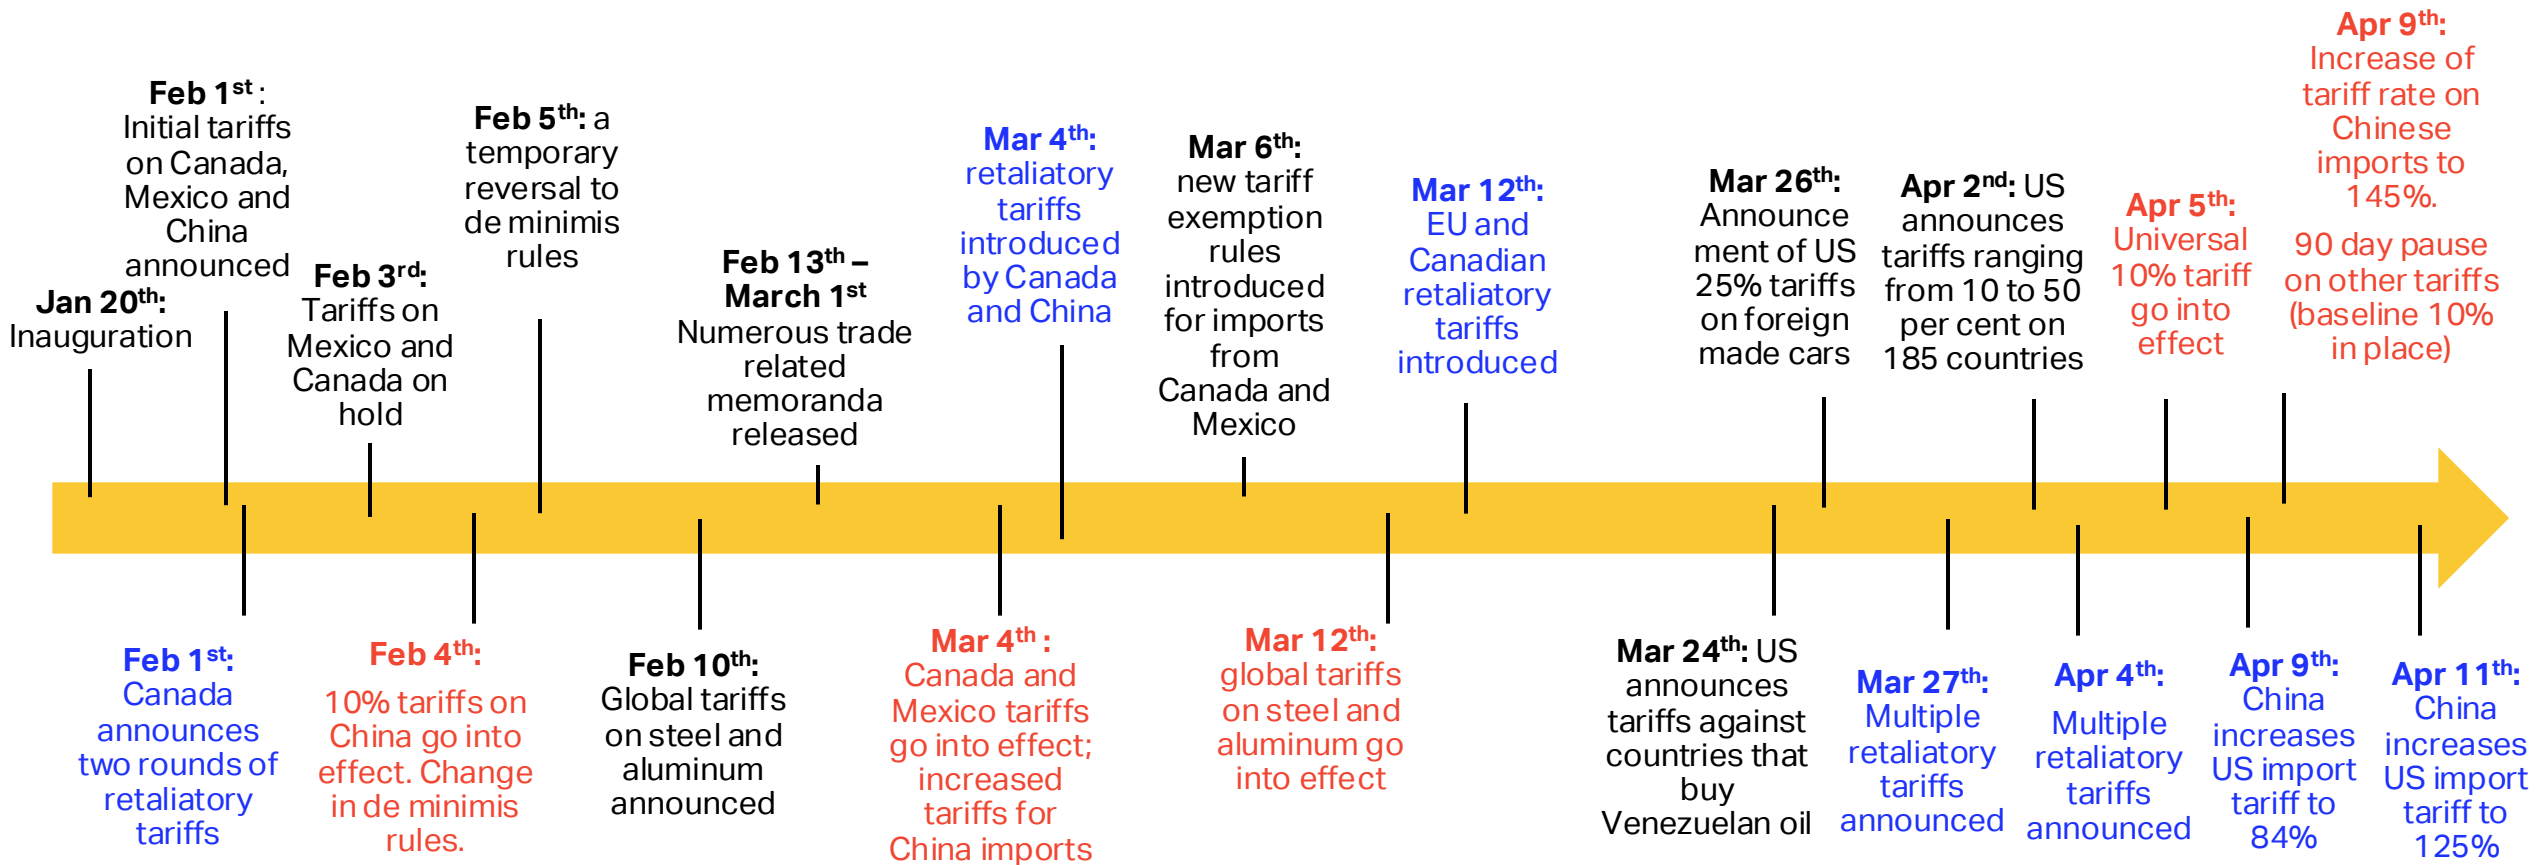 Jan 20th:
Inauguration
Feb 1st :
Initial tariffs
on Canada,
Mexico and
China
announced
Feb 1st:
Canada
announces
two rounds of
retaliatory
tariffs
Feb 3rd:
Tariffs on
Mexico and
Canada on
hold
Feb 4th:
10% tariffs on
China go into
effect. Change
in de minimis
rules.
Feb 5th: a
temporary
reversal to
de minimis
rules
Feb 10th:
Global tariffs
on steel and
aluminum
announced
Feb 13th –
March 1st
Numerous trade
related
memoranda
released
Mar 4th :
Canada and
Mexico tariffs
go into effect;
increased
tariffs for
China imports
Mar 4th:
retaliatory
tariffs
introduced
by Canada
and China
Mar 6th:
new tariff
exemption
rules
introduced
for imports
from
Canada and
Mexico
Mar 12th:
global tariffs
on steel and
aluminum go
into effect
Mar 12th:
EU and
Canadian
retaliatory
tariffs
introduced
Mar 24th: US
announces
tariffs against
countries that
buy
Venezuelan oil
Mar 26th:
Announce
ment of US
25% tariffs
on foreign
made cars
Mar 27th:
Multiple
retaliatory
tariffs
announced
Apr 2nd: US
announces
tariffs ranging
from 10 to 50
per cent on
185 countries
Apr 4th:
Multiple
retaliatory
tariffs
announced
Apr 5th:
Universal
10% tariff
go into
effect
Apr 9th:
China
increases
US import
tariff to
84%
Apr 9th:
Increase of
tariff rate on
Chinese
imports to
145%.
90 day pause
on other tariffs
(baseline 10%
in place)
Apr 11th:
China
increases
US import
tariff to
125%